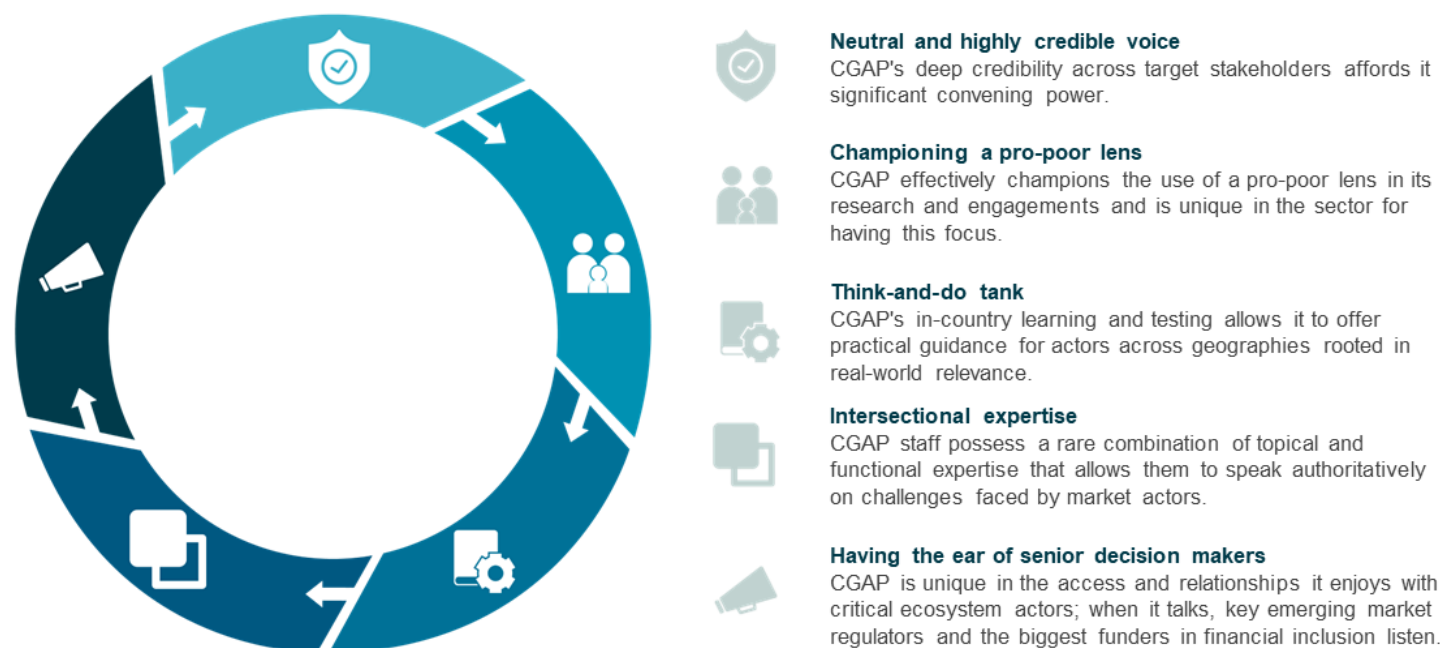 Neutral and highly credible voice
CGAP's deep credibility across target stakeholders affords it
significant convening power.
Championing a pro-poor lens
CGAP effectively champions the use of a pro-poor lens in its
research and engagements and is unique in the sector for
having this focus.
Think-and-do tank
CGAP's in-country learning and testing allows it to offer
practical guidance for actors across geographies rooted in
real-world relevance.
Intersectional expertise
CGAP staff possess a rare combination of topical and
functional expertise that allows them to speak authoritatively
on challenges faced by market actors.
Having the ear of senior decision makers
CGAP is unique in the access and relationships it enjoys with
critical ecosystem actors; when it talks, key emerging market
regulators and the biggest funders in financial inclusion listen.